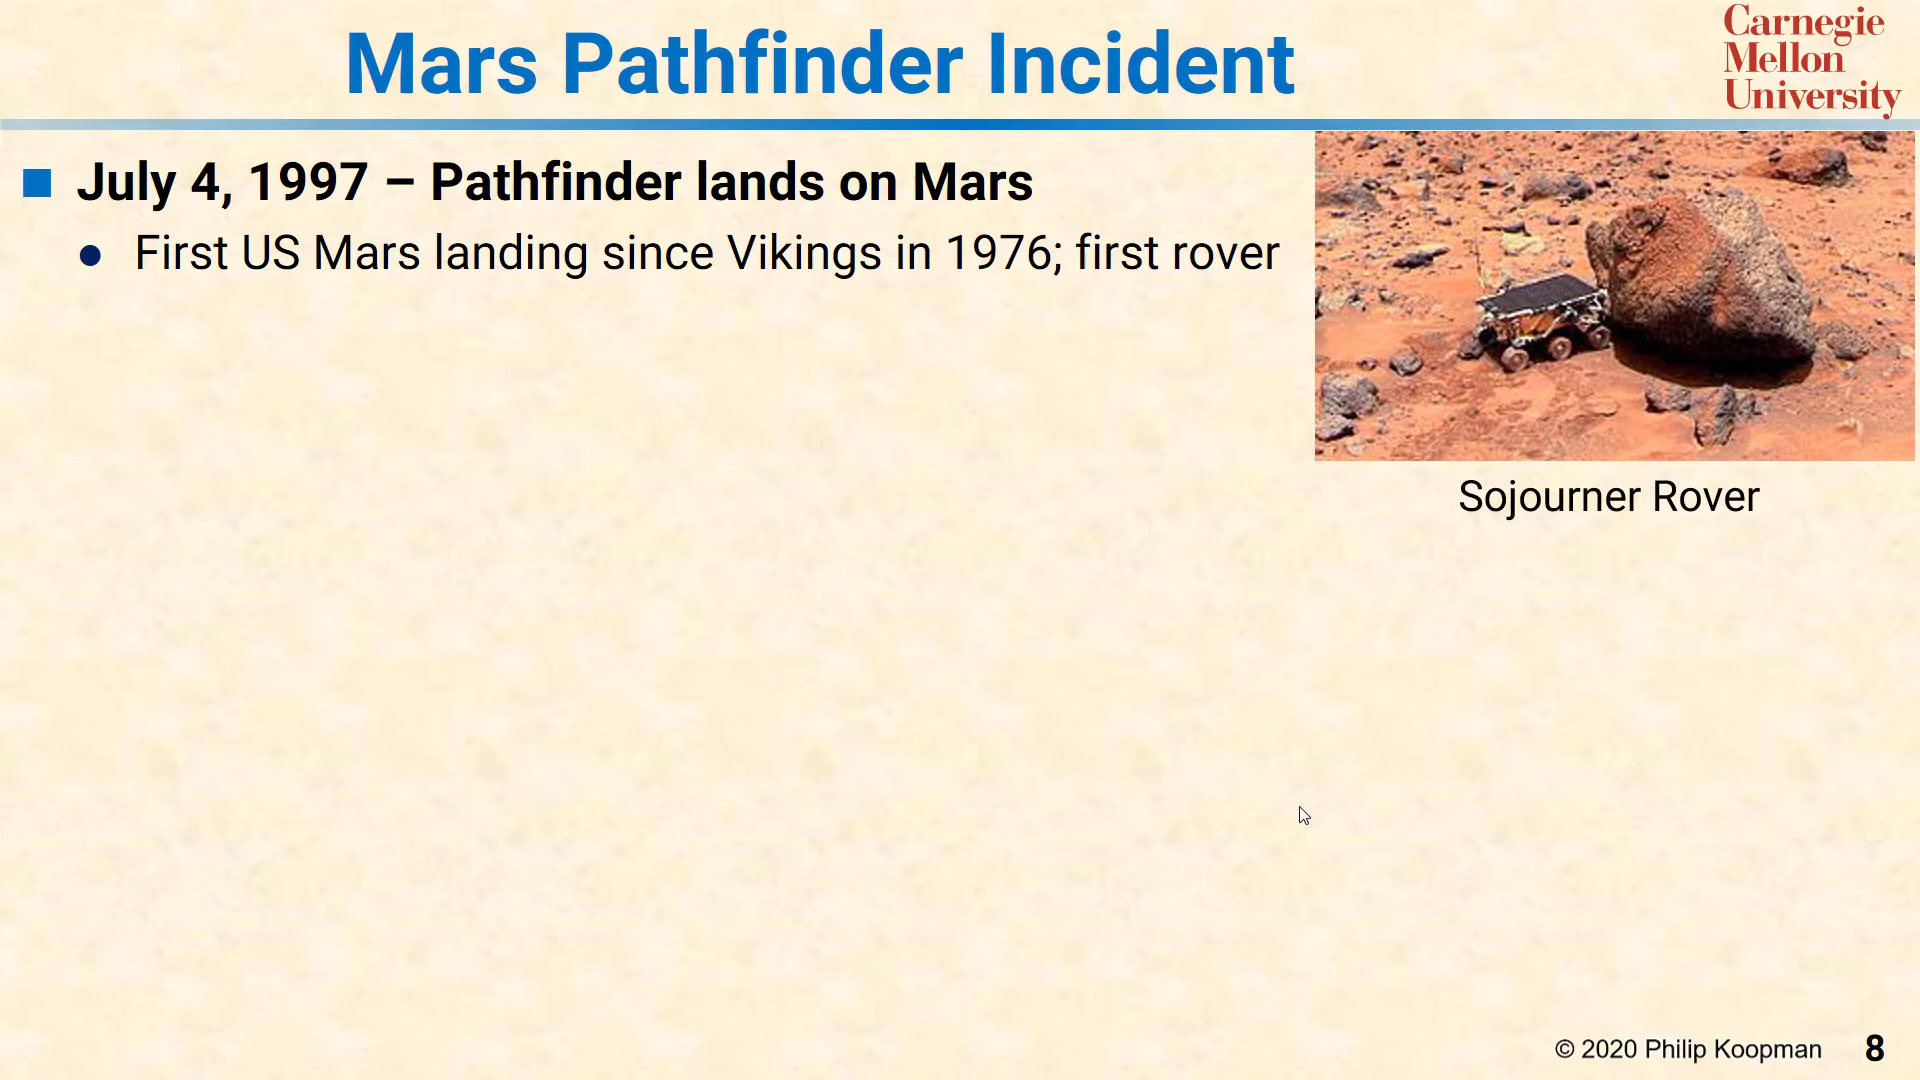 Mars Pathfinder Incident
Carnegie
Mellon
University
July 4, 1997 – Pathfinder lands on Mars
First US Mars landing since Vikings in 1976; first rover
Sojourner Rover
© 2020 Philip Koopman 8